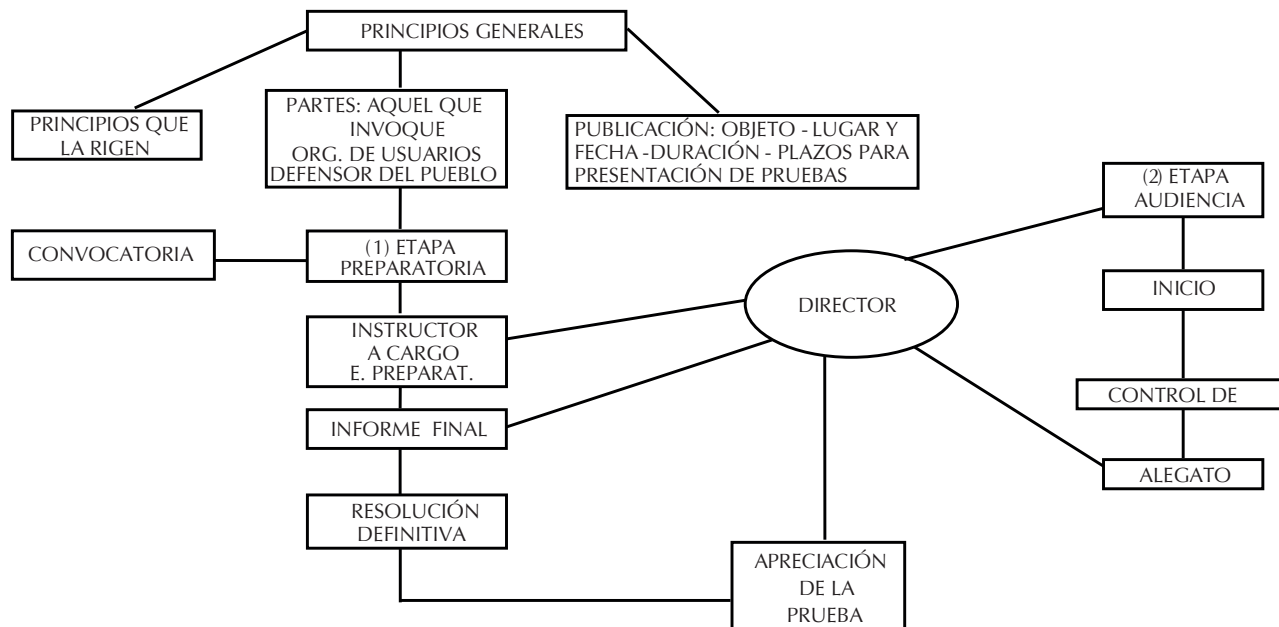 PRINCIPIOS GENERALES
PRINCIPIOS QUE
LA RIGEN
PARTES: AQUEL QUE
INVOQUE
ORG. DE USUARIOS
DEFENSOR DEL PUEBLO
PUBLICACIÓN: OBJETO - LUGAR Y
FECHA -DURACIÓN - PLAZOS PARA
PRESENTACIÓN DE PRUEBAS
(2) ETAPA
AUDIENCIA
CONVOCATORIA
(1) ETAPA
PREPARATORIA
DIRECTOR
INICIO
INSTRUCTOR
A CARGO
E. PREPARAT.
CONTROL DE
INFORME FINAL
ALEGATO
RESOLUCIÓN
DEFINITIVA
APRECIACIÓN
DE LA
PRUEBA